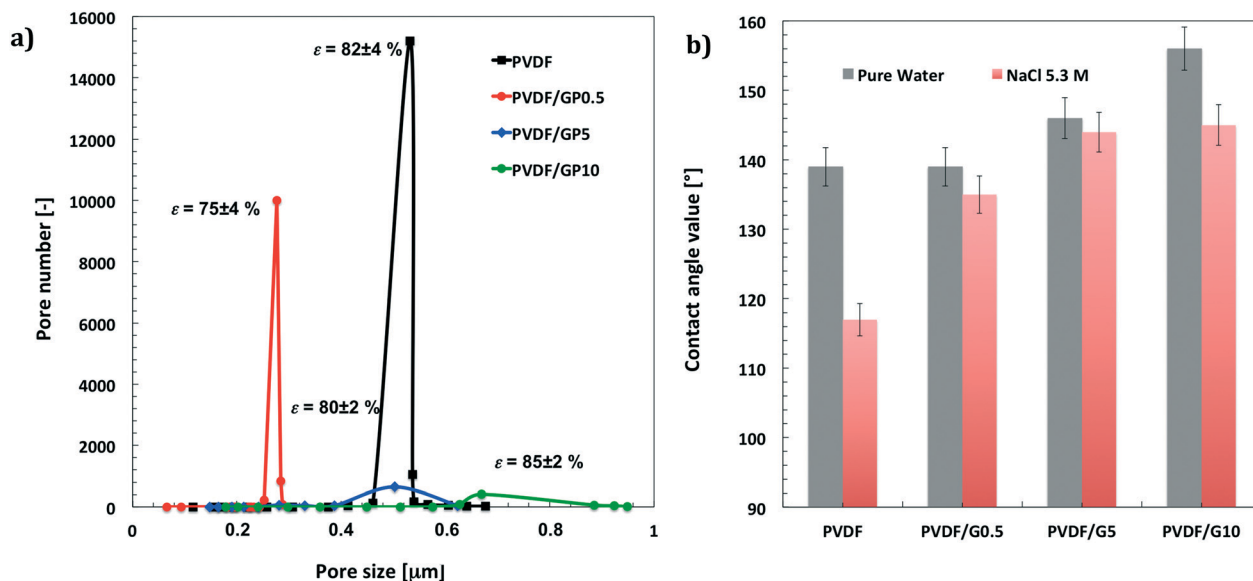 a)
16000
14000
12000
10000
8000
6000
4000
2000
0
Pore number [-]
0
0.2
0.4
0.6
0.8
1
Pore size [μm]
ε = 82±4 %
ε = 75±4 %
ε = 80±2 %
ε = 85±2 %
PVDF
PVDF/GP0.5
PVDF/GP5
PVDF/GP10
b)
160
150
140
130
120
110
100
90
Contact angle value [°]
Pure Water
NaCl 5.3 M
PVDF
PVDF/G0.5
PVDF/G5
PVDF/G10